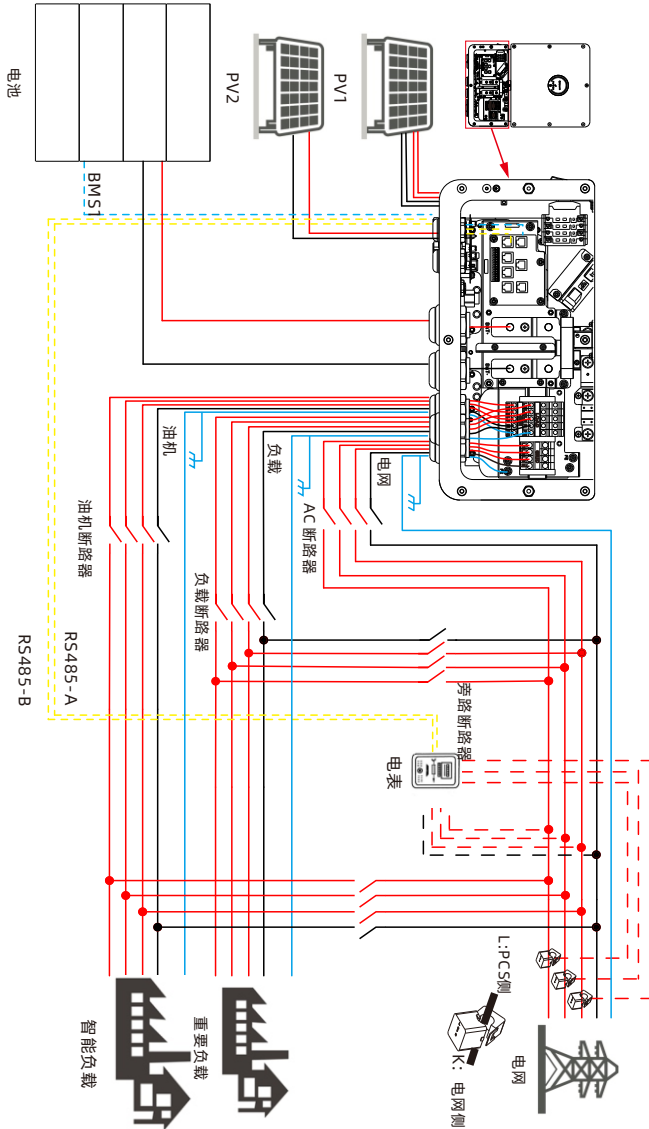 电池
PV2
PV1
BMS1
油机
负载
电网
AC 断路器
油机断路器
负载断路器
RS485-A
RS485-B
旁路断路器
电表
L:PCS侧
K：电网侧
电网
重要负载
智能负载